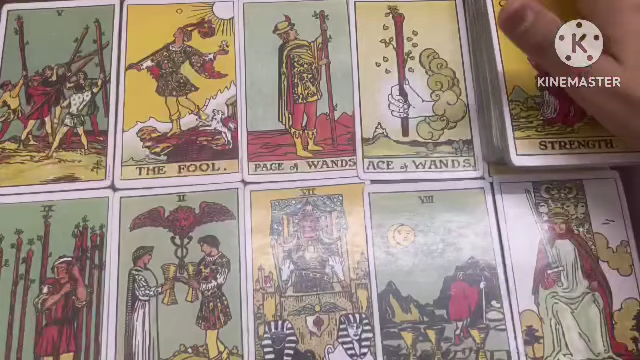 V
THE FOOL.
PAGE of WANDS
ACE of WANDS.
K
KINEMASTER
STRENGTH
II
VII
VIII